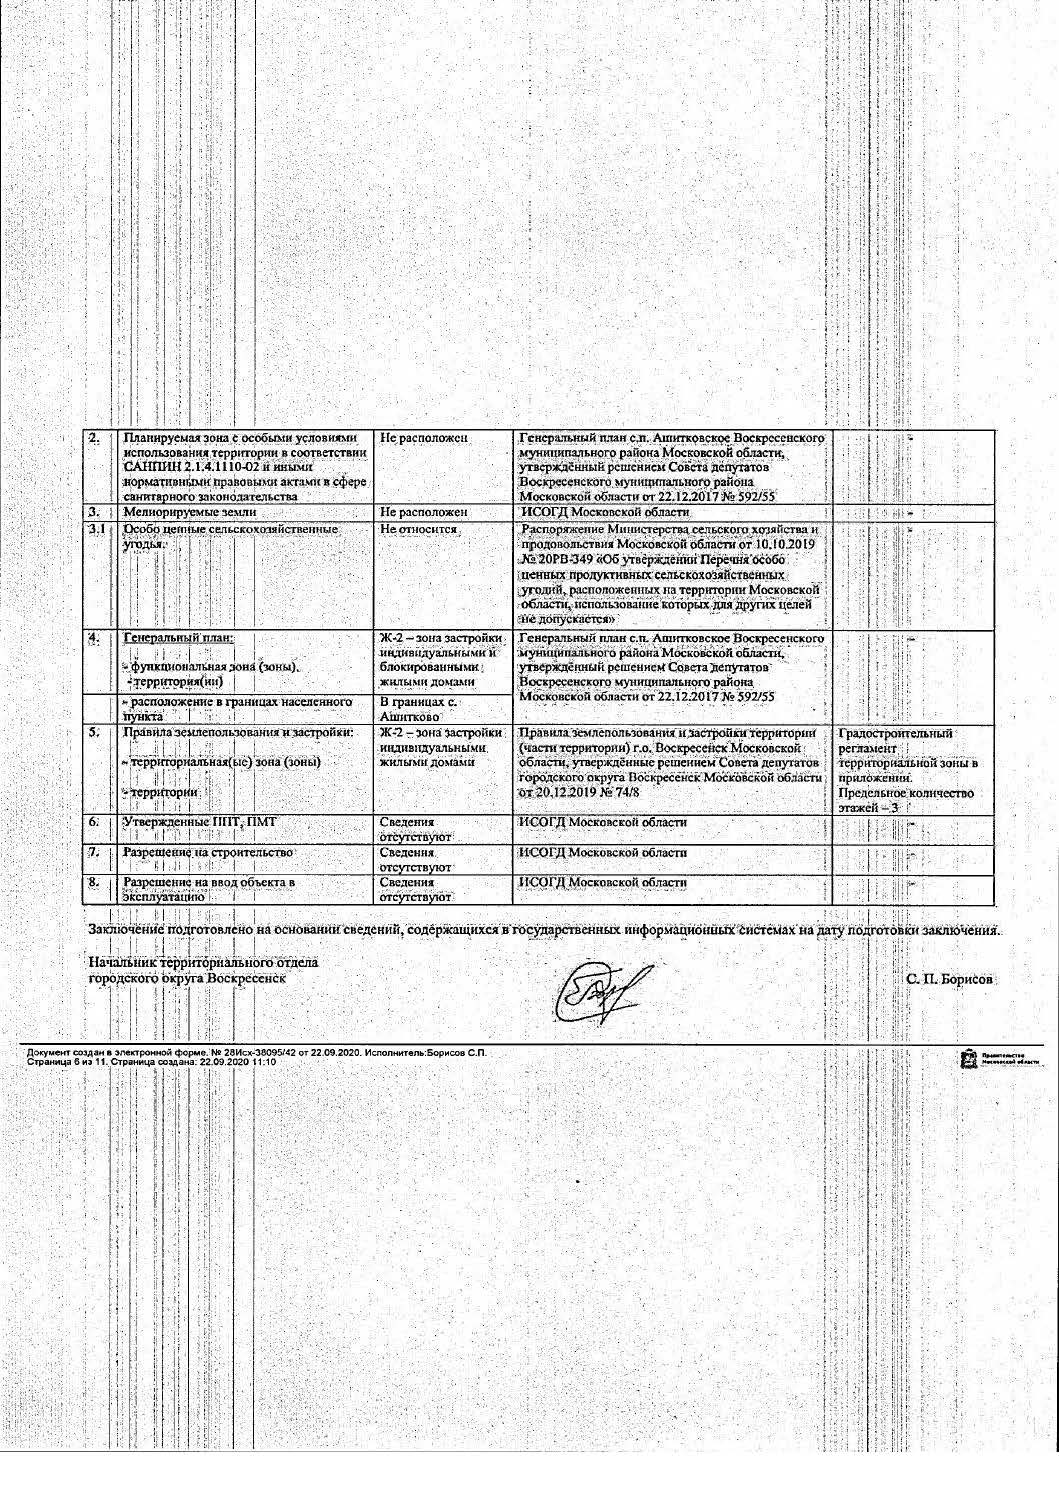 2.
Планируемая зона с особыми условиями
использования территории в соответствии
САНПИН 2.1.4.1110-02 и иными
нормативными правовыми актами в сфере
санитарного законодательства
Не расположен
Генеральный план с.п. Ашитковское Воскресенского
муниципального района Московской области,
утверждённый решением Совета депутатов
Воскресенского муниципального района
Московской области от 22.12.2017 № 592/55
-
3.
Мелиорируемые земли
Не расположен
ИСОГД Московской области
-
3.1
Особо ценные сельскохозяйственные
угодья:
Не относится
Распоряжение Министерства сельского хозяйства и
продовольствия Московской области от 10.10.2019
№ 20РВ-349 «Об утверждении Перечня особо
ценных продуктивных сельскохозяйственных
угодий, расположенных на территории Московской
области, использование которых для других целей
не допускается»
-
4.
Генеральный план:
- функциональная зона (зоны),
- территория(ии)
Ж-2 – зона застройки
индивидуальными и
блокированными
жилыми домами
Генеральный план с.п. Ашитковское Воскресенского
муниципального района Московской области,
утверждённый решением Совета депутатов
Воскресенского муниципального района
Московской области от 22.12.2017 № 592/55
-
- расположение в границах населенного
пункта
В границах с.
Ашитково
5.
Правила землепользования и застройки:
- территориальная(ые) зона (зоны)
- территории
Ж-2 – зона застройки
индивидуальными
жилыми домами
Правила землепользования и застройки территории
(части территории) г.о. Воскресенск Московской
области, утверждённые решением Совета депутатов
городского округа Воскресенск Московской области
от 20.12.2019 № 74/8
Градостроительный
регламент
территориальной зоны в
приложении.
Предельное количество
этажей – 3
6.
Утвержденные ППТ, ПМТ
Сведения
отсутствуют
ИСОГД Московской области
-
7.
Разрешение на строительство
Сведения
отсутствуют
ИСОГД Московской области
-
8.
Разрешение на ввод объекта в
эксплуатацию
Сведения
отсутствуют
ИСОГД Московской области
-
Заключение подготовлено на основании сведений, содержащихся в государственных информационных системах на дату подготовки заключения.
Начальник территориального отдела
городского округа Воскресенск
С. П. Борисов
Документ создан в электронной форме. № 28Исх-38095/42 от 22.09.2020. Исполнитель:Борисов С.П.
Страница 6 из 11. Страница создана: 22.09.2020 11:10
Правительство
Московской области